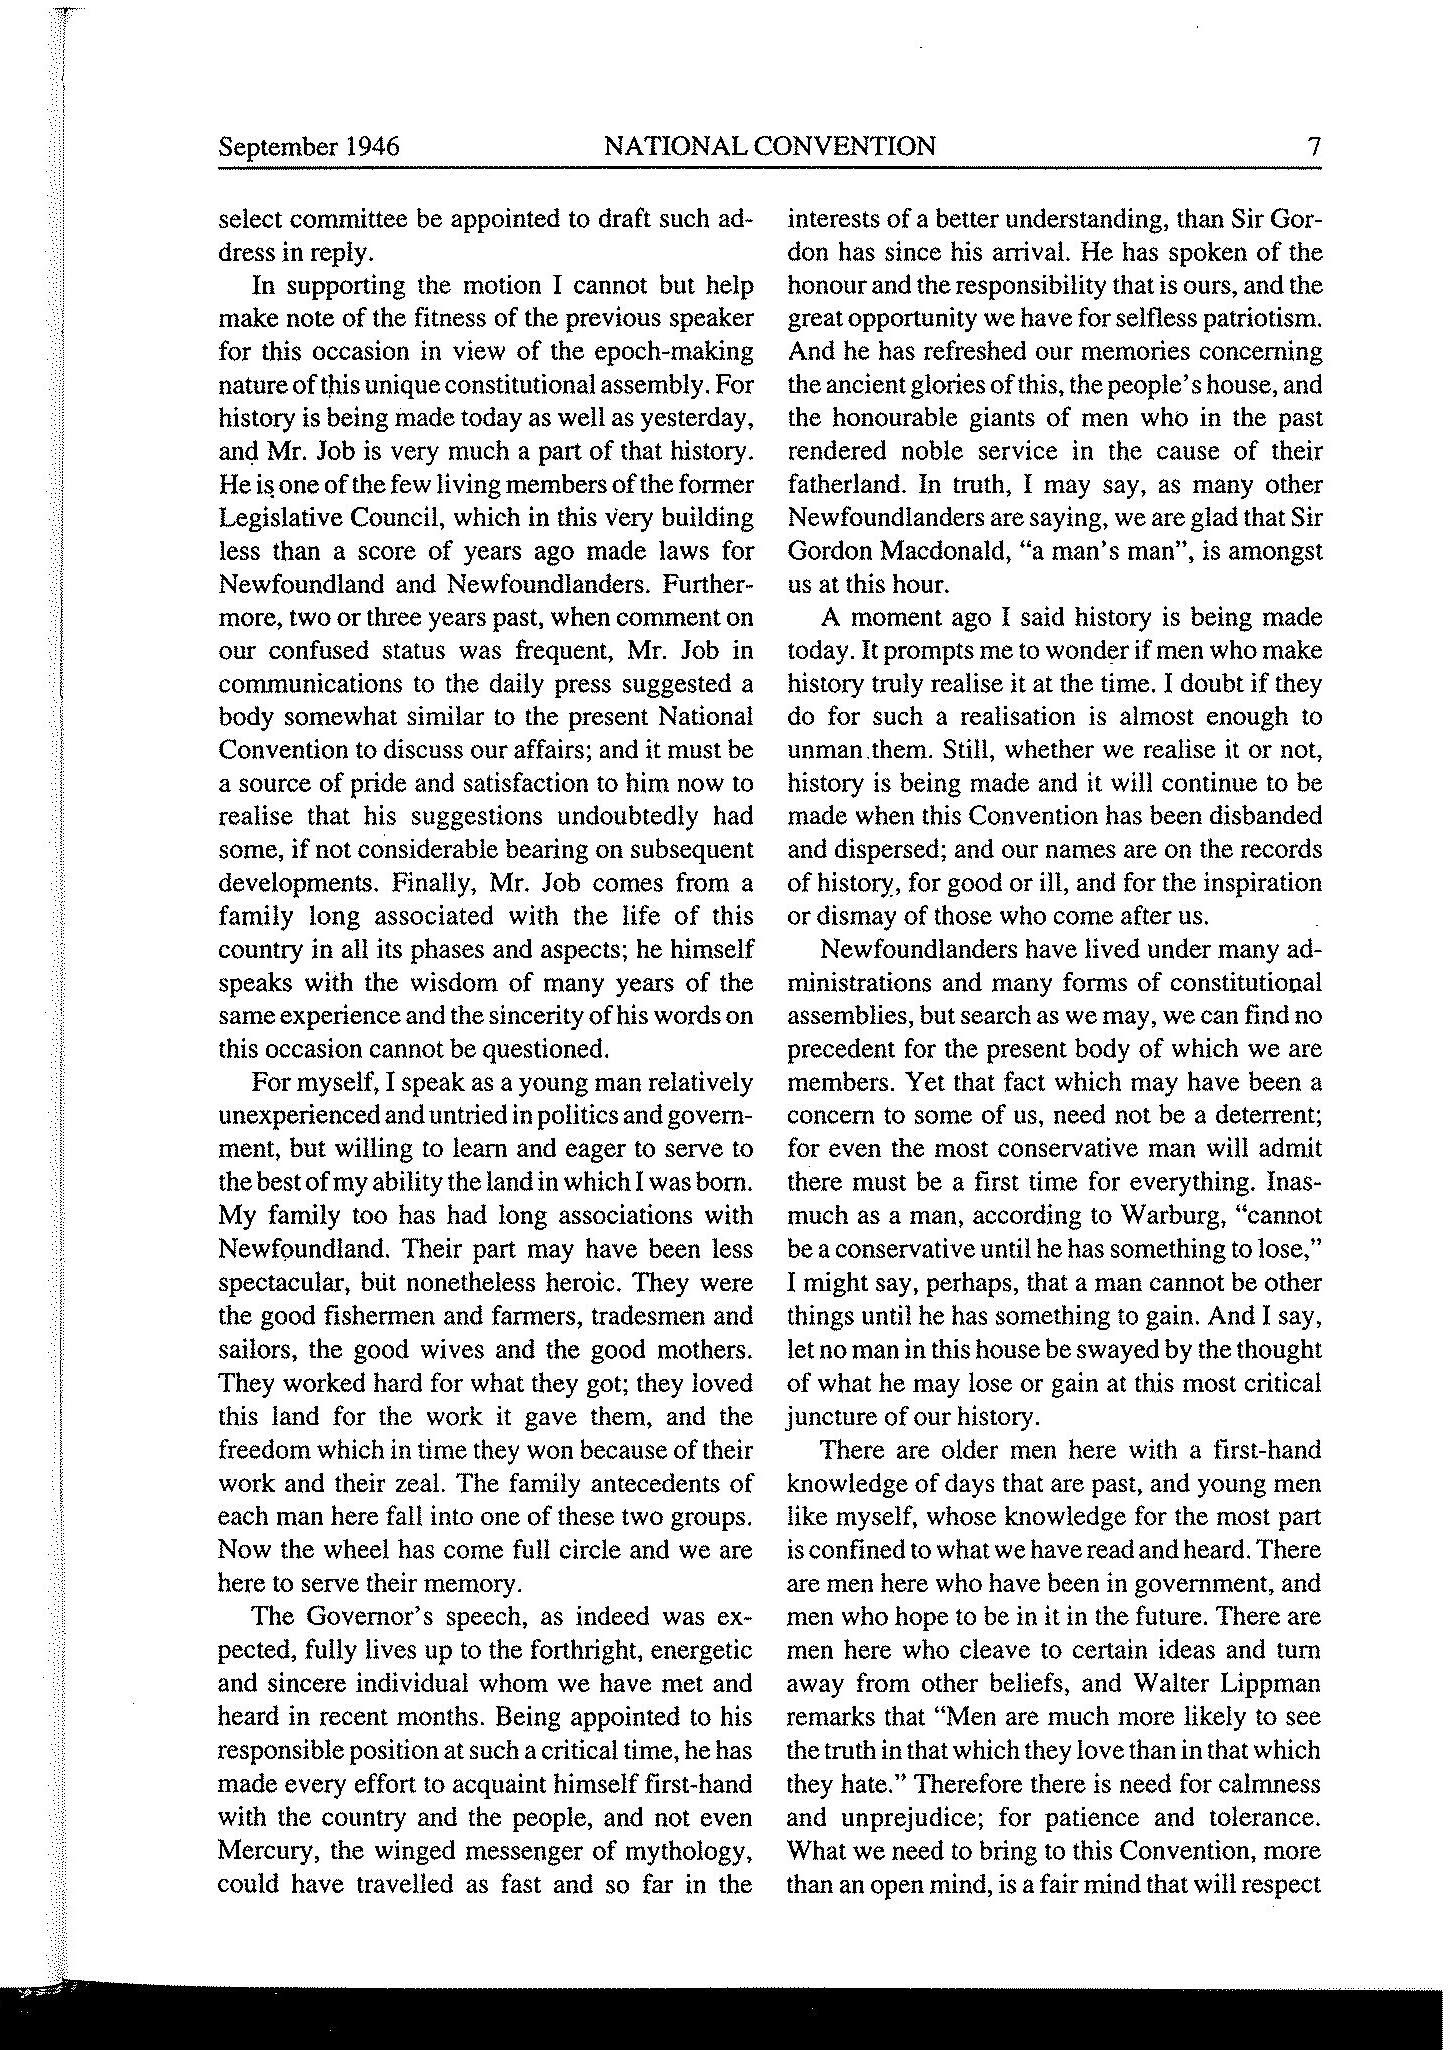 September 1946 NATIONAL CONVENTION 7
select committee be appointed to draft such ad-
dress in reply.
In supporting the motion I cannot but help
make note of the fitness of the previous speaker
for this occasion in view of the epoch-making
nature of this unique constitutional assembly. For
history is being made today as well as yesterday,
and Mr. Job is very much a part of that history.
He is one of the few living members of the former
Legislative Council, which in this very building
less than a score of years ago made laws for
Newfoundland and Newfoundlanders. Further-
more, two or three years past, when comment on
our confused status was frequent, Mr. Job in
communications to the daily press suggested a
body somewhat similar to the present National
Convention to discuss our affairs; and it must be
a source of pride and satisfaction to him now to
realise that his suggestions undoubtedly had
some, if not considerable bearing on subsequent
developments. Finally, Mr. Job comes from a
family long associated with the life of this
country in all its phases and aspects; he himself
speaks with the wisdom of many years of the
same experience and the sincerity of his words on
this occasion cannot be questioned.
For myself, I speak as a young man relatively
unexperienced and untried in politics and govern-
ment, but willing to learn and eager to serve to
the best of my ability the land in which I was born.
My family too has had long associations with
Newfoundland. Their part may have been less
spectacular, but nonetheless heroic. They were
the good fishermen and farmers, tradesmen and
sailors, the good wives and the good mothers.
They worked hard for what they got; they loved
this land for the work it gave them, and the
freedom which in time they won because of their
work and their zeal. The family antecedents of
each man here fall into one of these two groups.
Now the wheel has come full circle and we are
here to serve their memory.
The Governor's speech, as indeed was ex-
pected, fully lives up to the forthright, energetic
and sincere individual whom we have met and
heard in recent months. Being appointed to his
responsible position at such a critical time, he has
made every effort to acquaint himself first-hand
with the country and the people, and not even
Mercury, the winged messenger of mythology,
could have travelled as fast and so far in the
interests of a better understanding, than Sir Gor-
don has since his arrival. He has spoken of the
honour and the responsibility that is ours, and the
great opportunity we have for selfless patriotism.
And he has refreshed our memories concerning
the ancient glories of this, the people's house, and
the honourable giants of men who in the past
rendered noble service in the cause of their
fatherland. In truth, I may say, as many other
Newfoundlanders are saying, we are glad that Sir
Gordon Macdonald, “a man's man”, is amongst
us at this hour.
A moment ago I said history is being made
today. It prompts me to wonder if men who make
history truly realise it at the time. I doubt if they
do for such a realisation is almost enough to
unman them. Still, whether we realise it or not,
history is being made and it will continue to be
made when this Convention has been disbanded
and dispersed; and our names are on the records
of history, for good or ill, and for the inspiration
or dismay of those who come after us.
Newfoundlanders have lived under many ad-
ministrations and many forms of constitutional
assemblies, but search as we may, we can find no
precedent for the present body of which we are
members. Yet that fact which may have been a
concern to some of us, need not be a deterrent;
for even the most conservative man will admit
there must be a first time for everything. Inas-
much as a man, according to Warburg, “cannot
be a conservative until he has something to lose,”
I might say, perhaps, that a man cannot be other
things until he has something to gain. And I say,
let no man in this house be swayed by the thought
of what he may lose or gain at this most critical
juncture of our history.
There are older men here with a first-hand
knowledge of days that are past, and young men
like myself, whose knowledge for the most part
is confined to what we have read and heard. There
are men here who have been in government, and
men who hope to be in it in the future. There are
men here who cleave to certain ideas and turn
away from other beliefs, and Walter Lippman
remarks that “Men are much more likely to see
the truth in that which they love than in that which
they hate.” Therefore there is need for calmness
and unprejudice; for patience and tolerance.
What we need to bring to this Convention, more
than an open mind, is a fair mind that will respect